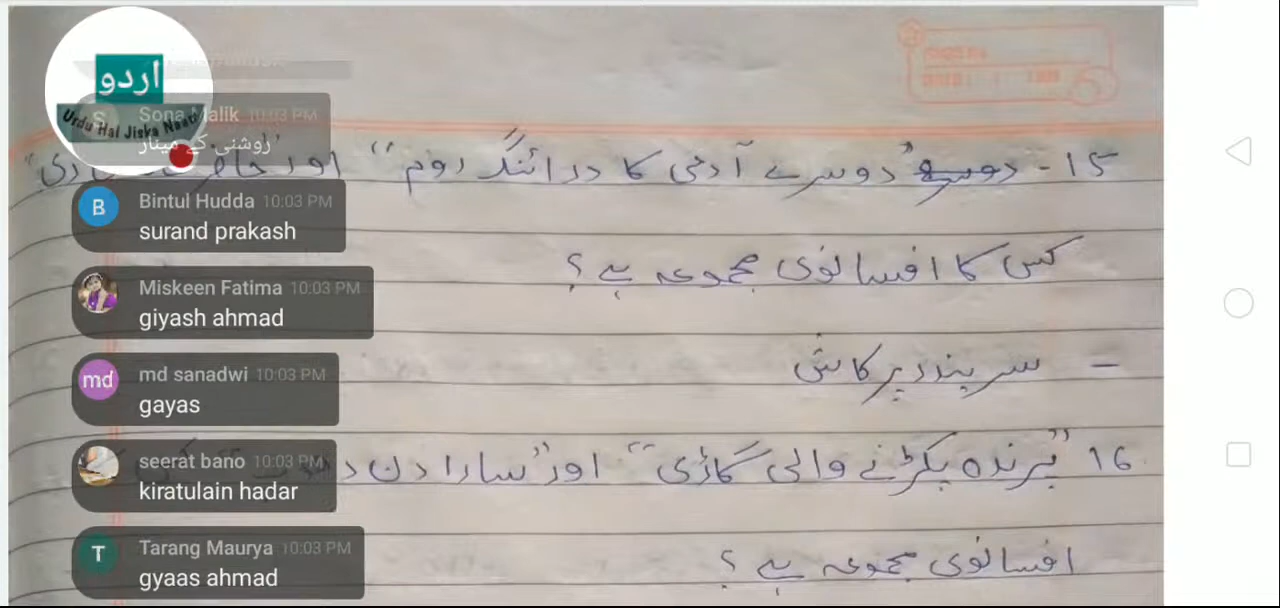 اردو
Urdu Hai Jiska Naam
Sona Malik 10:03 PM
روشنی کے مینار
Bintul Hudda 10:03 PM
surand prakash
Miskeen Fatima 10:03 PM
giyash ahmad
md sanadwi 10:03 PM
gayas
seerat bano 10:03 PM
kiratulain hadar
Tarang Maurya 10:03 PM
gyaas ahmad
۱۵ - "دوسرے آدمی کا درائنگ روم" اور
کس کا افسانوی مجموعہ ہے؟
- سریندر پرکاش
۱۶ "پرندہ پکڑنے والی گاڑی" اور "سارا دن
افسانوی مجموعہ ہے؟